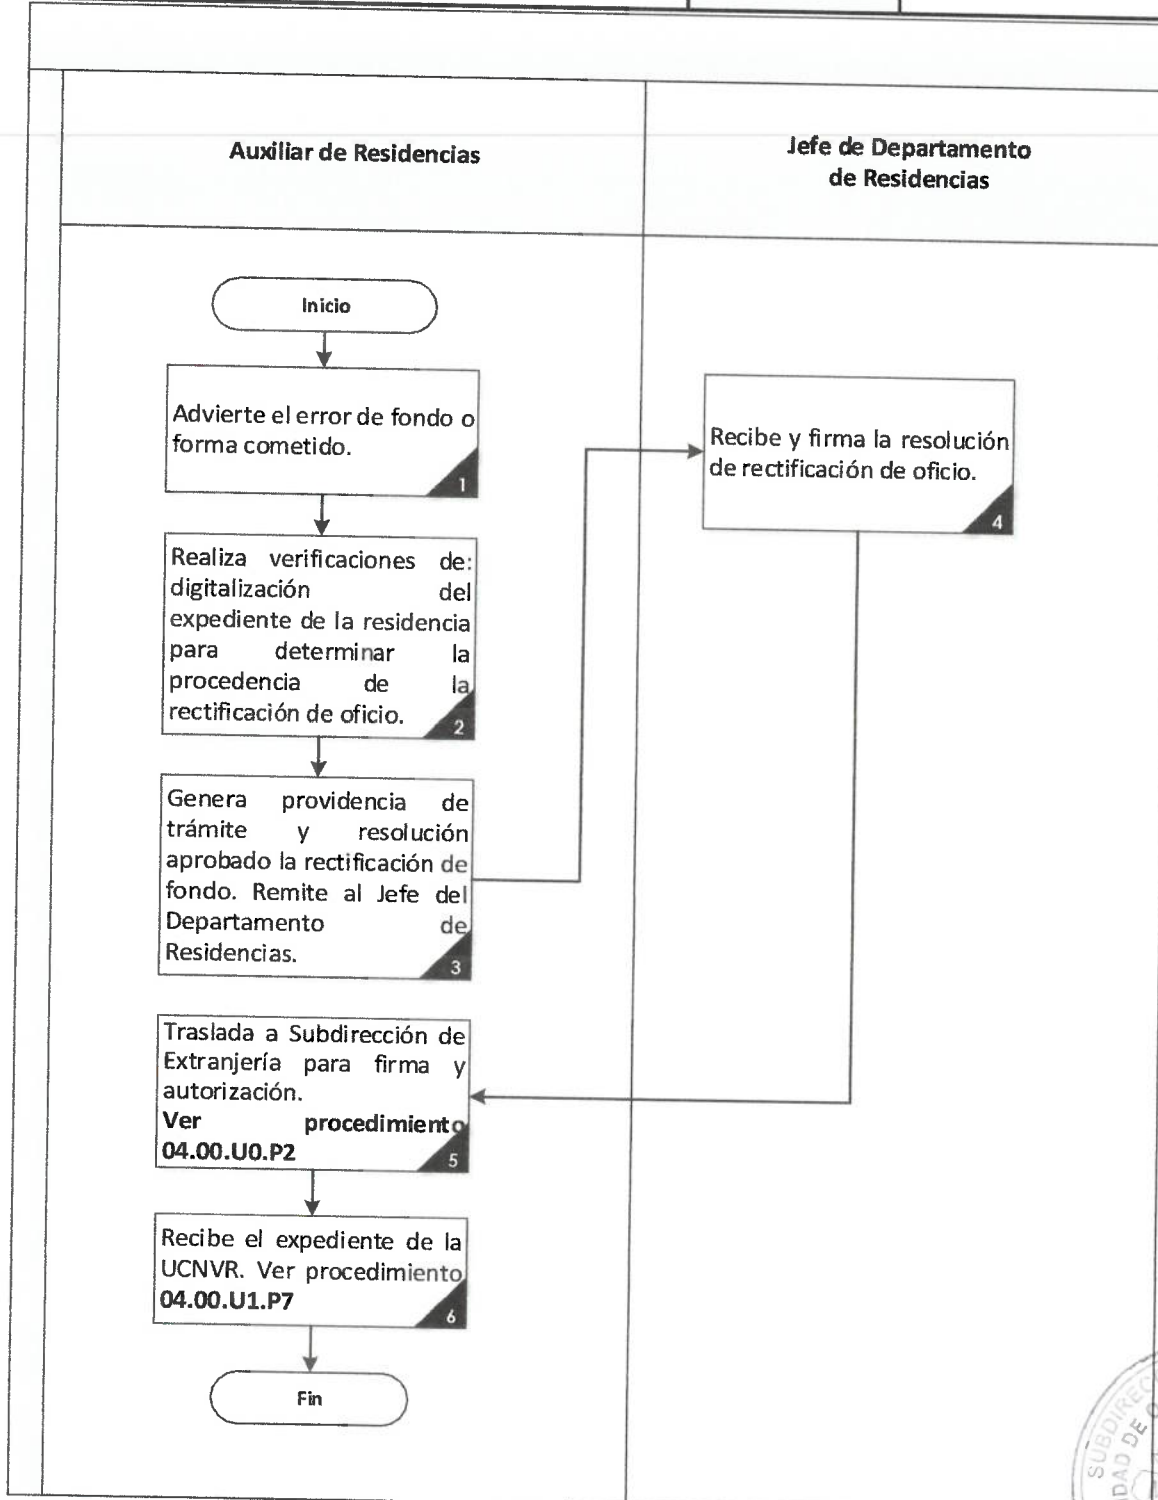 Auxiliar de Residencias
Jefe de Departamento
de Residencias
Inicio
Advierte el error de fondo o
forma cometido.
1
Realiza verificaciones de:
digitalización del
expediente de la residencia
para determinar la
procedencia de la
rectificación de oficio.
2
Genera providencia de
trámite y resolución
aprobado la rectificación de
fondo. Remite al Jefe del
Departamento de
Residencias.
3
Recibe y firma la resolución
de rectificación de oficio.
4
Traslada a Subdirección de
Extranjería para firma y
autorización.
Ver procedimiento
04.00.U0.P2
5
Recibe el expediente de la
UCNVR. Ver procedimiento
04.00.U1.P7
6
Fin